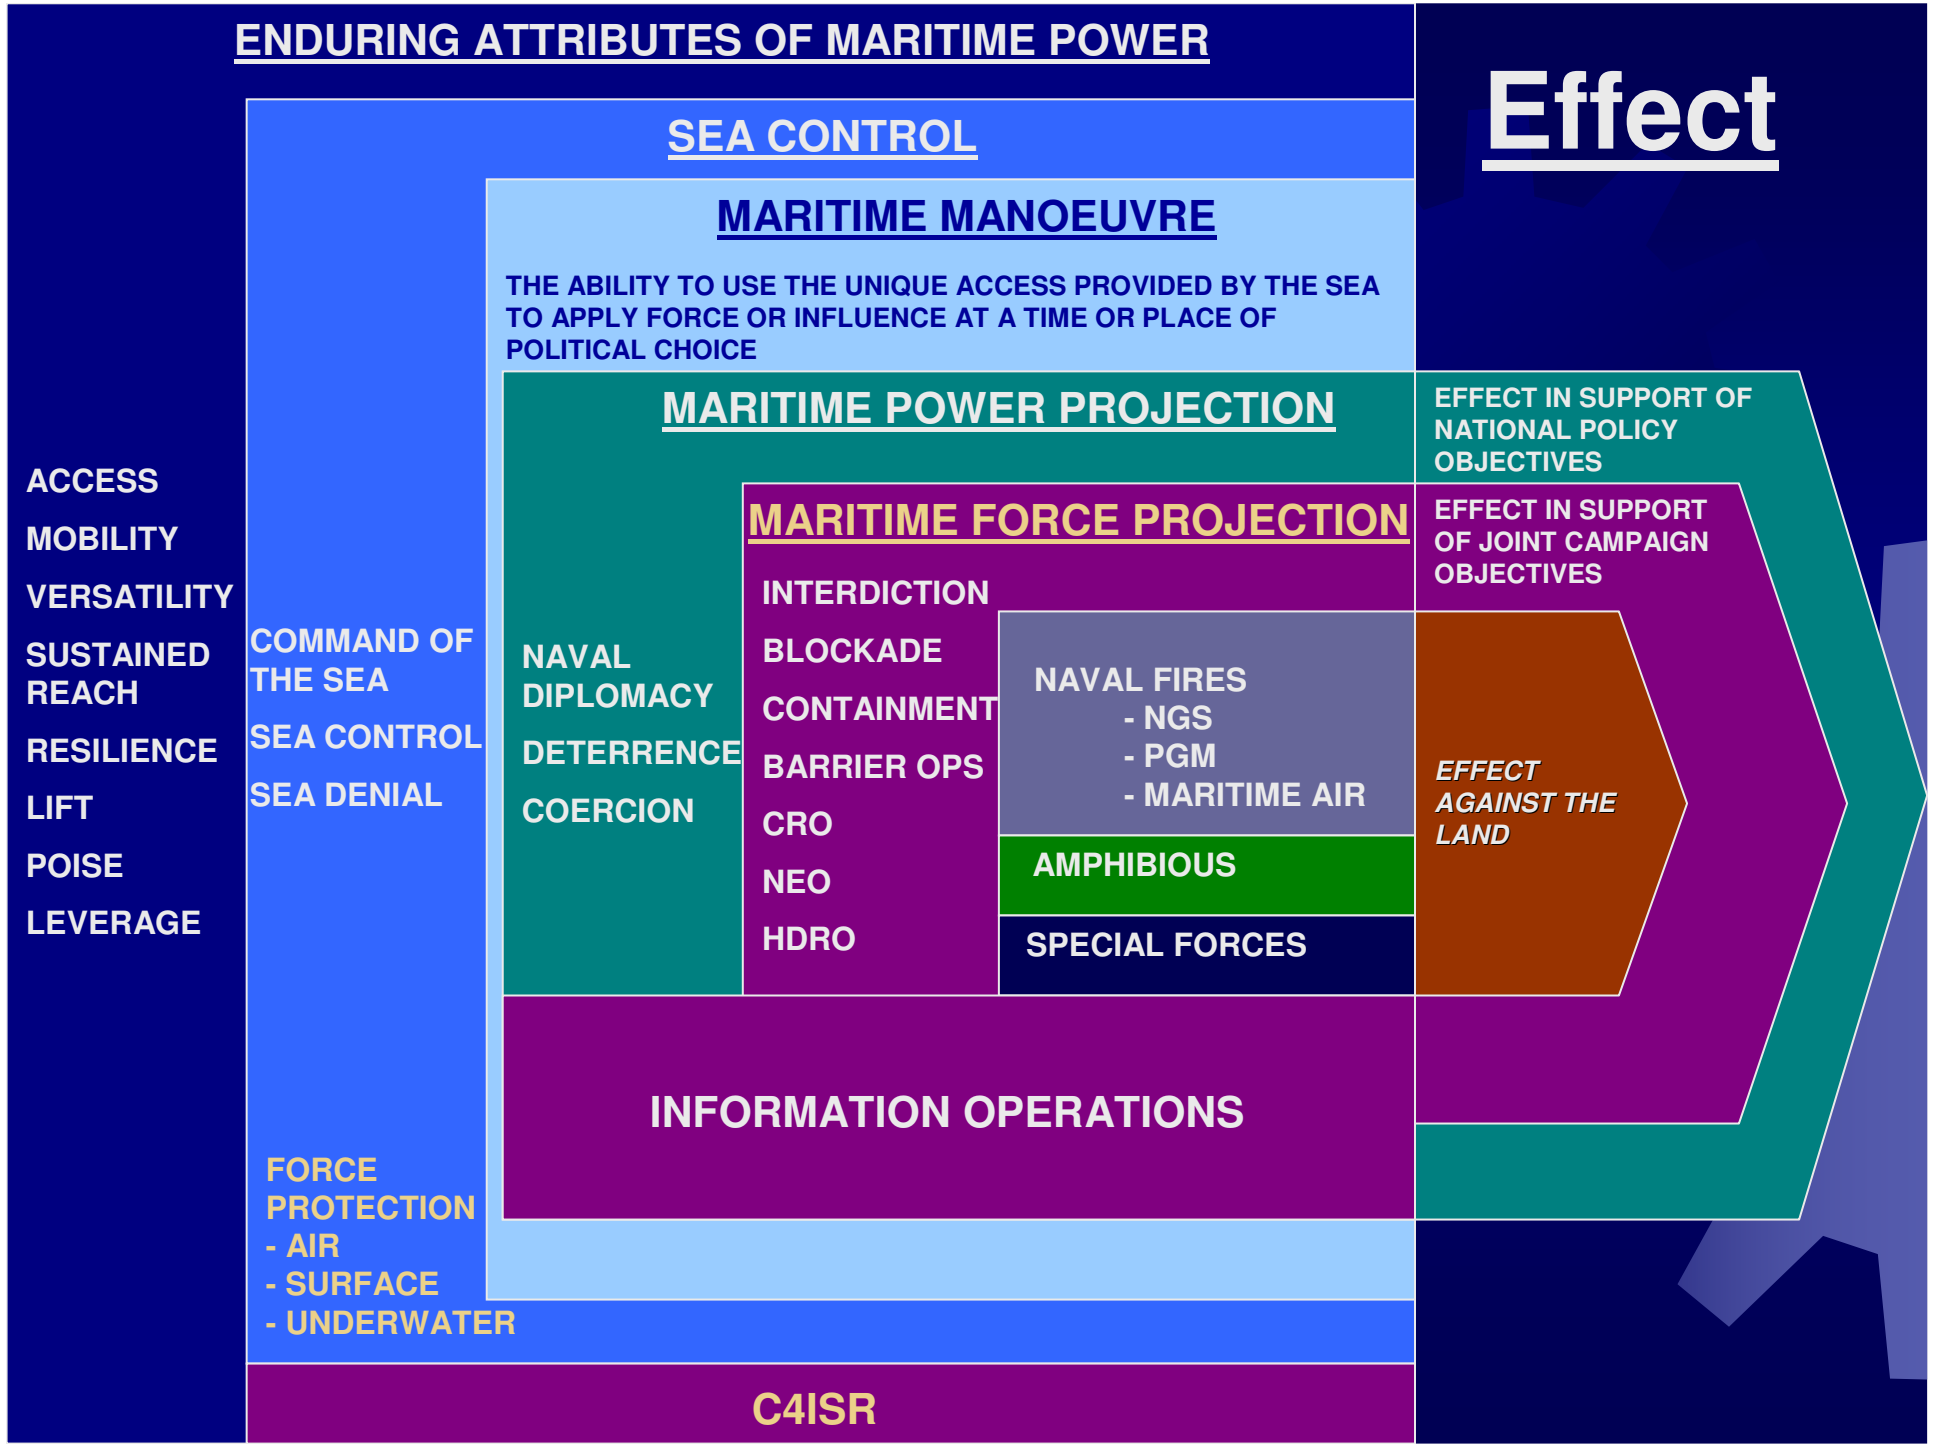 ENDURING ATTRIBUTES OF MARITIME POWER
Effect
SEA CONTROL
MARITIME MANOEUVRE
THE ABILITY TO USE THE UNIQUE ACCESS PROVIDED BY THE SEA
TO APPLY FORCE OR INFLUENCE AT A TIME OR PLACE OF
POLITICAL CHOICE
ACCESS
MOBILITY
VERSATILITY
SUSTAINED
REACH
RESILIENCE
LIFT
POISE
LEVERAGE
COMMAND OF
THE SEA
SEA CONTROL
SEA DENIAL
FORCE
PROTECTION
- AIR
- SURFACE
- UNDERWATER
MARITIME POWER PROJECTION
NAVAL
DIPLOMACY
DETERRENCE
COERCION
MARITIME FORCE PROJECTION
INTERDICTION
BLOCKADE
CONTAINMENT
BARRIER OPS
CRO
NEO
HDRO
NAVAL FIRES
- NGS
- PGM
- MARITIME AIR
AMPHIBIOUS
SPECIAL FORCES
INFORMATION OPERATIONS
C4ISR
EFFECT IN SUPPORT OF
NATIONAL POLICY
OBJECTIVES
EFFECT IN SUPPORT
OF JOINT CAMPAIGN
OBJECTIVES
EFFECT
AGAINST THE
LAND